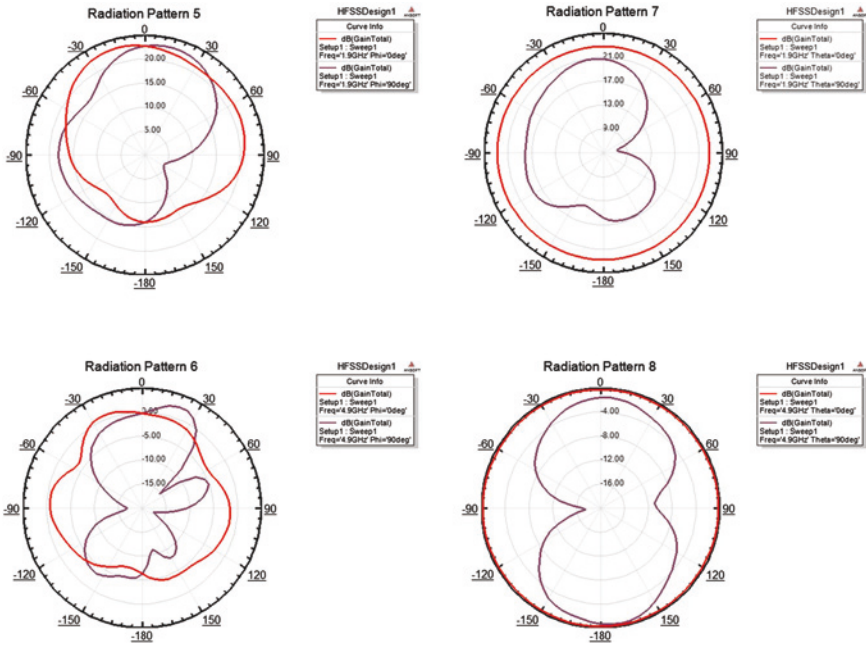 Radiation Pattern 5
HFSSDesign1
ANSOFT
Curve Info
dB(GainTotal)
Setup1 : Sweep1
Freq='1.9GHz' Phi='0deg'
dB(GainTotal)
Setup1 : Sweep1
Freq='1.9GHz' Phi='90deg'
0
-30
30
-60
60
-90
90
-120
120
-150
150
-180
20.00
15.00
10.00
5.00
Radiation Pattern 7
HFSSDesign1
ANSOFT
Curve Info
dB(GainTotal)
Setup1 : Sweep1
Freq='1.9GHz' Theta='0deg'
dB(GainTotal)
Setup1 : Sweep1
Freq='1.9GHz' Theta='90deg'
0
-30
30
-60
60
-90
90
-120
120
-150
150
-180
21.00
17.00
13.00
9.00
Radiation Pattern 6
HFSSDesign1
ANSOFT
Curve Info
dB(GainTotal)
Setup1 : Sweep1
Freq='4.9GHz' Phi='0deg'
dB(GainTotal)
Setup1 : Sweep1
Freq='4.9GHz' Phi='90deg'
0
-30
30
-60
60
-90
90
-120
120
-150
150
-180
-5.00
-10.00
-15.00
Radiation Pattern 8
HFSSDesign1
ANSOFT
Curve Info
dB(GainTotal)
Setup1 : Sweep1
Freq='4.9GHz' Theta='0deg'
dB(GainTotal)
Setup1 : Sweep1
Freq='4.9GHz' Theta='90deg'
0
-30
30
-60
60
-90
90
-120
120
-150
150
-180
-4.00
-8.00
-12.00
-16.00